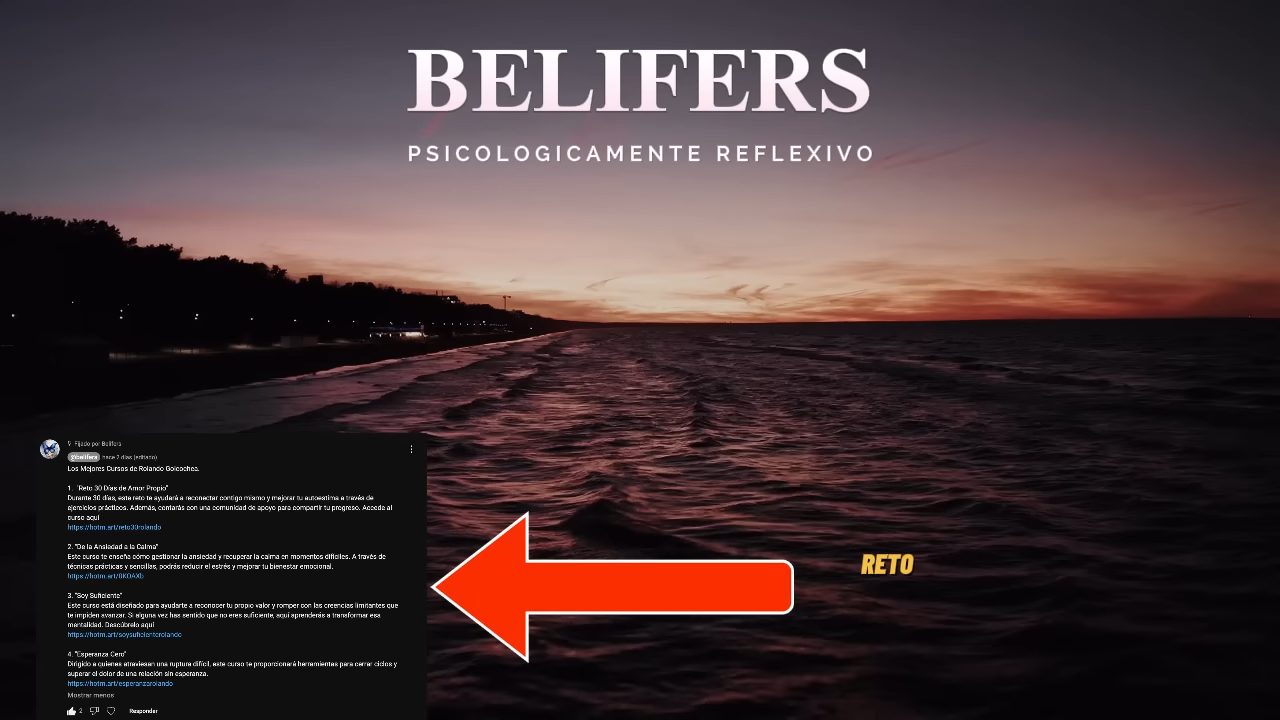 BELIFERS
PSICOLOGICAMENTE REFLEXIVO
Fijado por Belifers
@belifers hace 2 días (editado)
Los Mejores Cursos de Rolando Goicochea.
1. "Reto 30 Días de Amor Propio"
Durante 30 días, este reto te ayudará a reconectar contigo mismo y mejorar tu autoestima a través de
ejercicios prácticos. Además, contarás con una comunidad de apoyo para compartir tu progreso. Accede al
curso aquí
https://hotm.art/reto30rolando
2. "De la Ansiedad a la Calma"
Este curso te enseña cómo gestionar la ansiedad y recuperar la calma en momentos difíciles. A través de
técnicas prácticas y sencillas, podrás reducir el estrés y mejorar tu bienestar emocional.
https://hotm.art/0KOAXb
3. "Soy Suficiente"
Este curso está diseñado para ayudarte a reconocer tu propio valor y romper con las creencias limitantes que
te impiden avanzar. Si alguna vez has sentido que no eres suficiente, aquí aprenderás a transformar esa
mentalidad. Descúbrelo aquí
https://hotm.art/soysuficienterolando
4. "Esperanza Cero"
Dirigido a quienes atraviesan una ruptura difícil, este curso te proporcionará herramientas para cerrar ciclos y
superar el dolor de una relación sin esperanza.
https://hotm.art/esperanzarolando
Mostrar menos
2 Responder
RETO